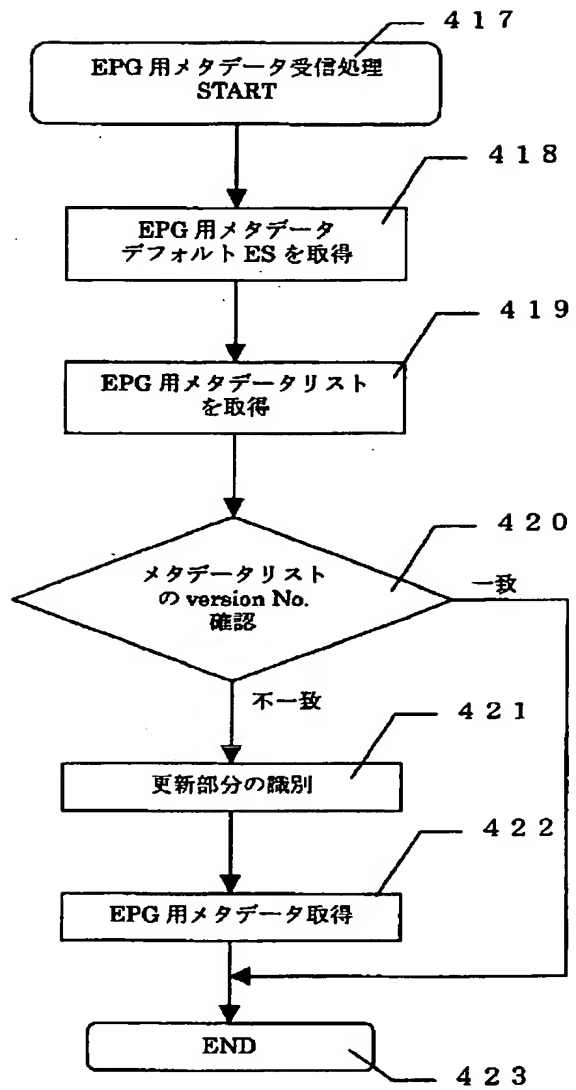 417
EPG 用メタデータ受信処理
START
418
EPG 用メタデータ
デフォルト ES を取得
419
EPG 用メタデータリスト
を取得
420
メタデータリスト
の version No.
確認
一致
不一致
421
更新部分の識別
422
EPG 用メタデータ取得
END
423